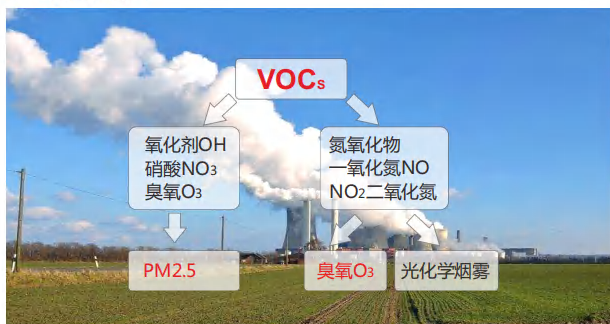 VOCs
氧化剂OH
硝酸NO₃
臭氧O₃
氮氧化物
一氧化氮NO
NO₂二氧化氮
PM2.5
臭氧O₃
光化学烟雾